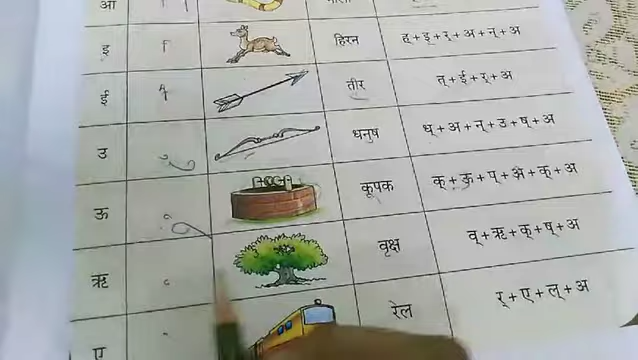 आ
इ ि हिरन ह्+इ+र्+अ+न्+अ
ई ी तीर त्+ई+र्+अ
उ ु धनुष ध्+अ+न्+उ+ष्+अ
ऊ ू कूपक क्+ऊ+प्+अ+क्+अ
ऋ वृक्ष व्+ऋ+क्+ष्+अ
ए रेल र्+ए+ल्+अ